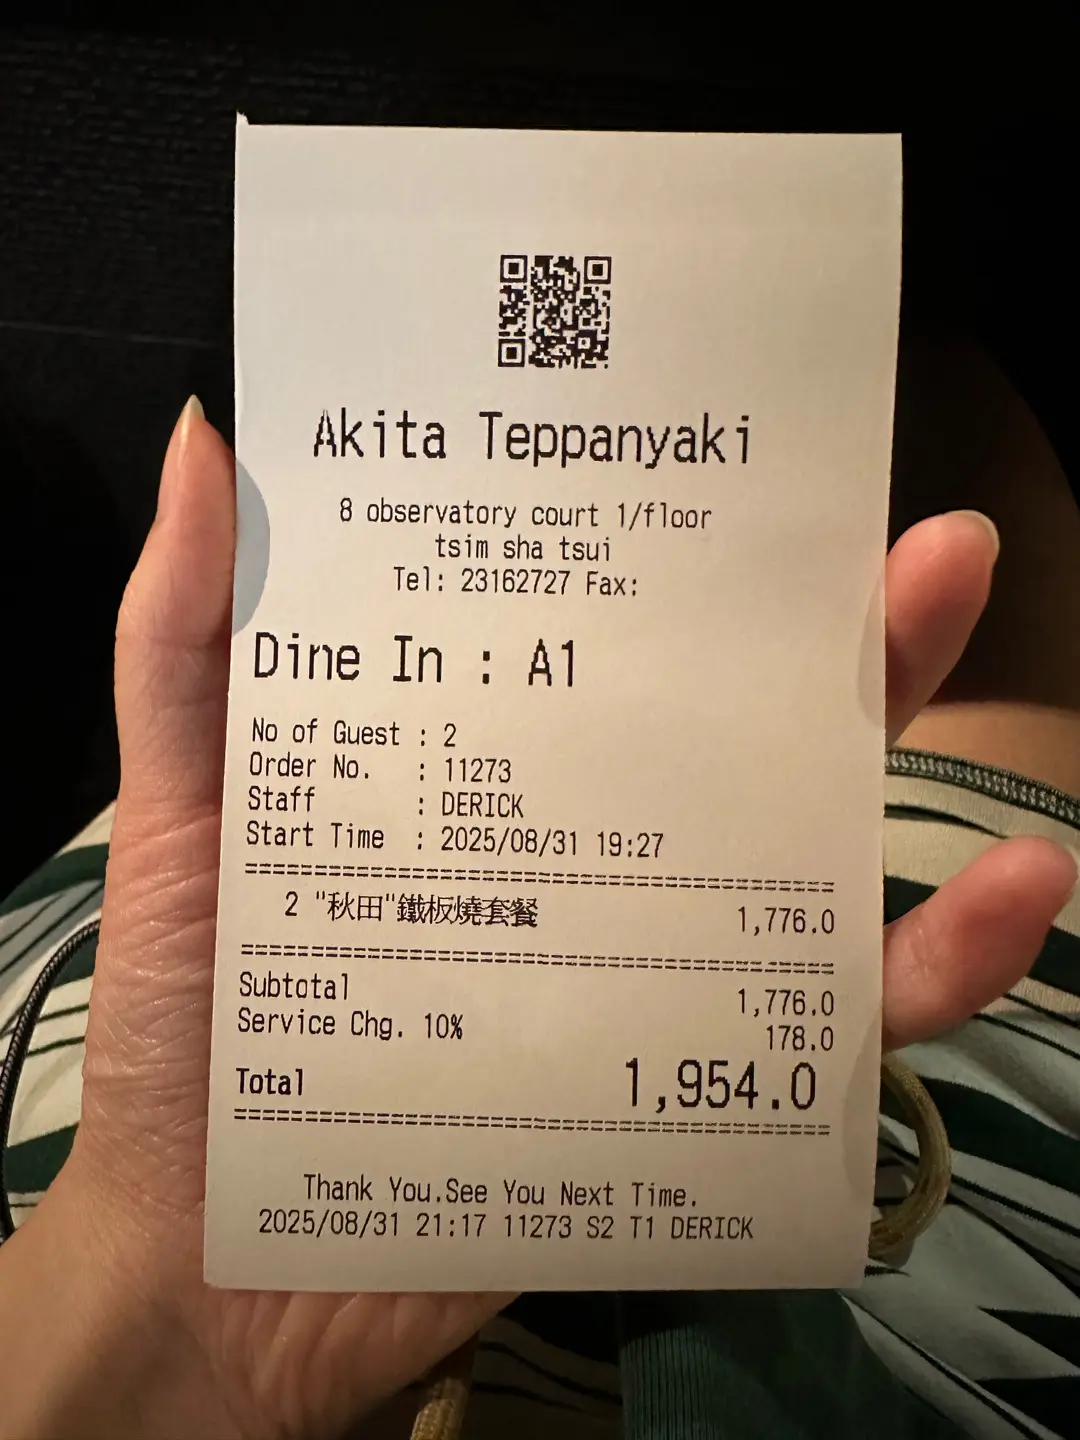 Akita Teppanyaki
8 observatory court 1/floor
tsim sha tsui
Tel: 23162727 Fax:
Dine In : A1
No of Guest : 2
Order No. : 11273
Staff : DERICK
Start Time : 2025/08/31 19:27
2 "秋田"鐵板燒套餐 1,776.0
Subtotal 1,776.0
Service Chg. 10% 178.0
Total 1,954.0
Thank You.See You Next Time.
2025/08/31 21:17 11273 S2 T1 DERICK